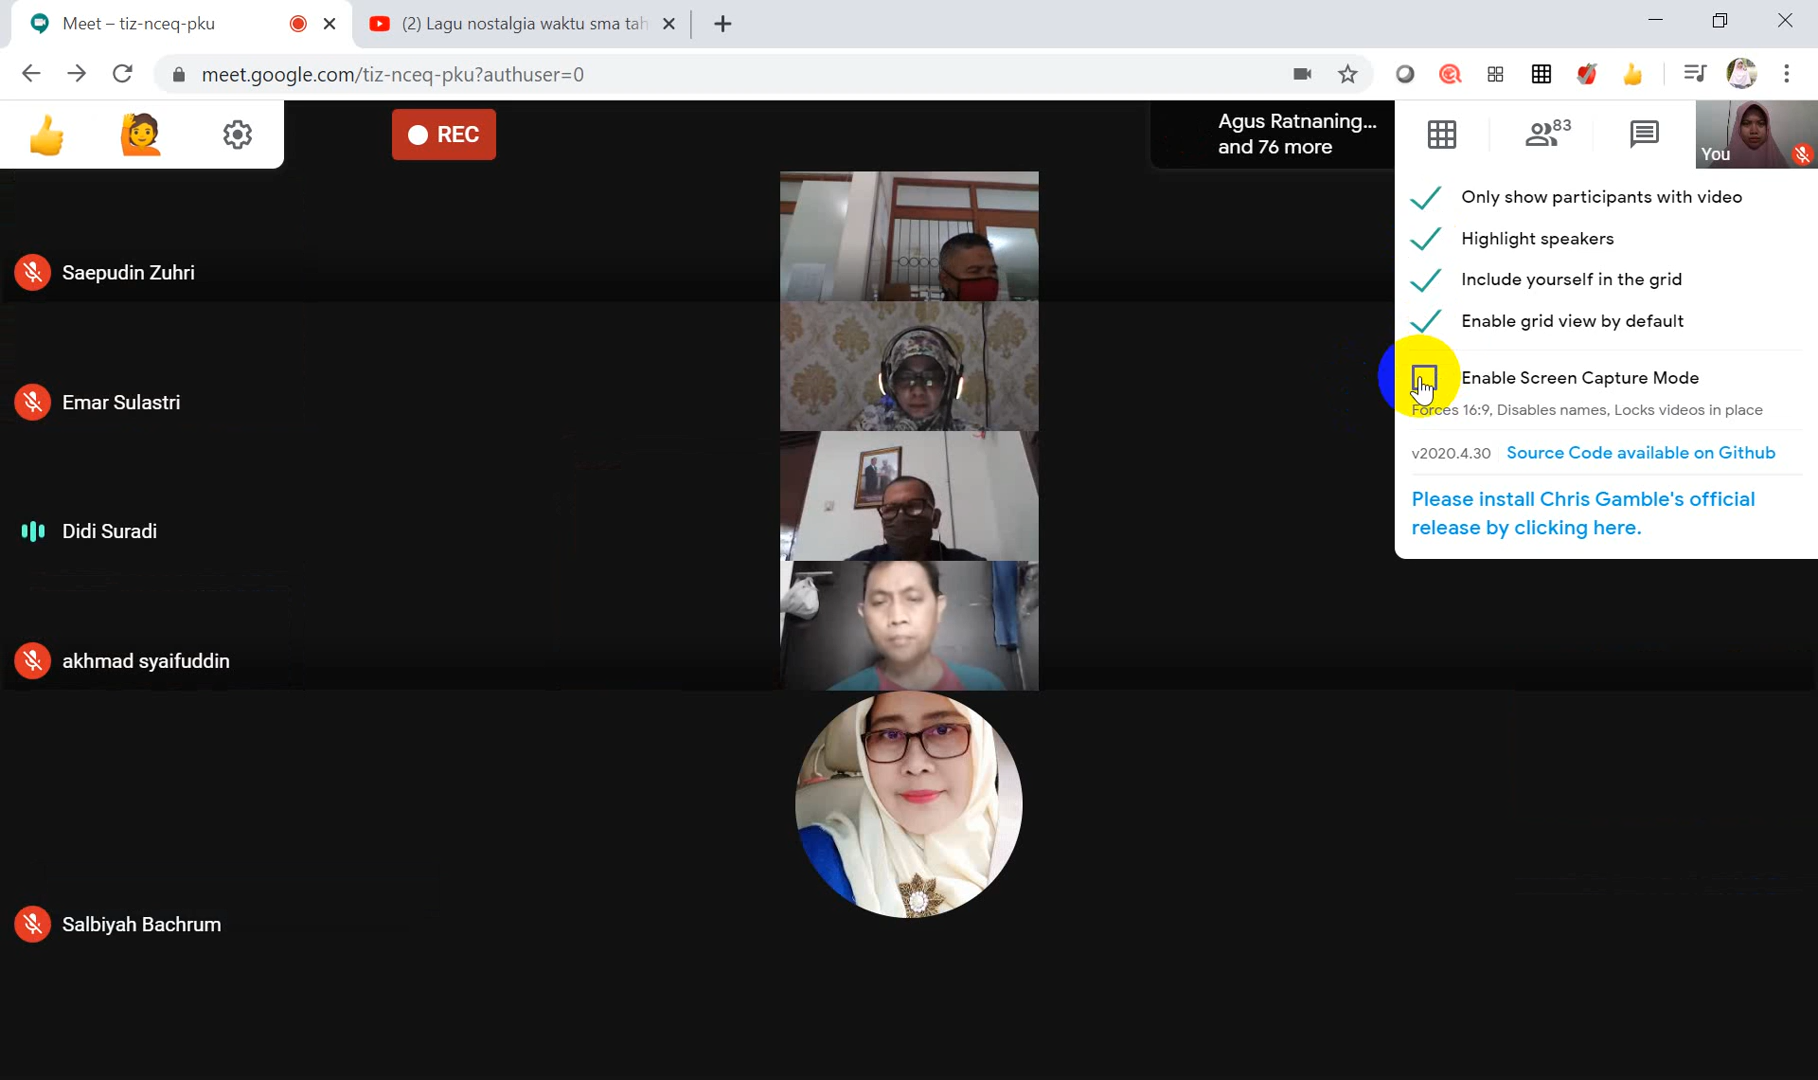 Meet – tiz-nceq-pku
(2) Lagu nostalgia waktu sma tah
meet.google.com/tiz-nceq-pku?authuser=0
REC
Agus Ratnaning...
and 76 more
83
You
Only show participants with video
Highlight speakers
Include yourself in the grid
Enable grid view by default
Enable Screen Capture Mode
Forces 16:9, Disables names, Locks videos in place
v2020.4.30 Source Code available on Github
Please install Chris Gamble's official
release by clicking here.
Saepudin Zuhri
Emar Sulastri
Didi Suradi
akhmad syaifuddin
Salbiyah Bachrum